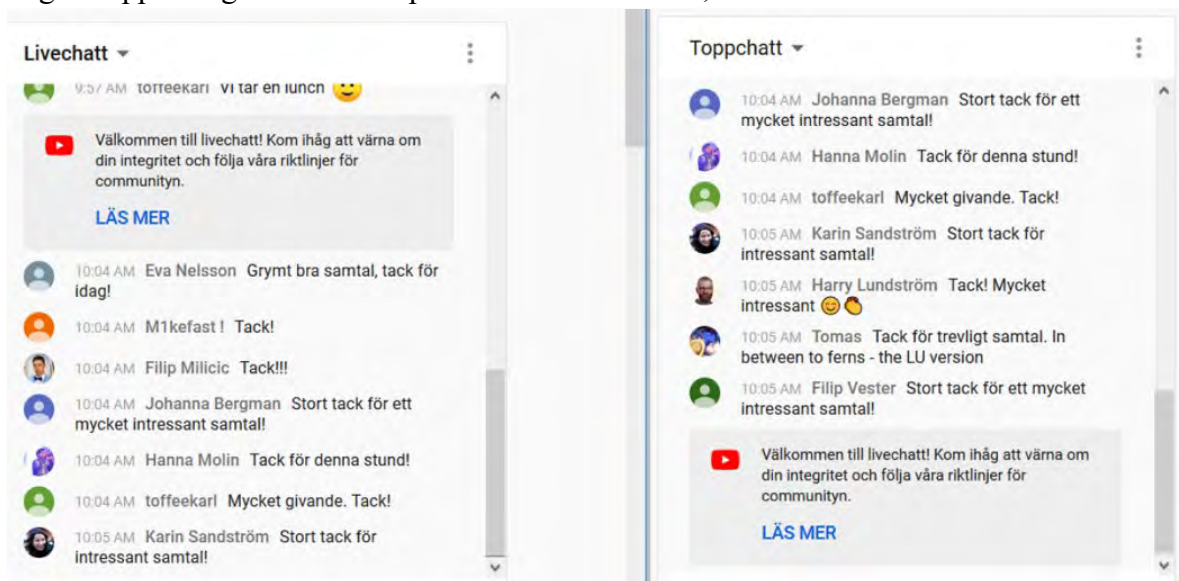 Livechatt
9:57 AM toffeekarl Vi tar en lunch
Välkommen till livechatt! Kom ihåg att värna om
din integritet och följa våra riktlinjer för
communityn.
LÄS MER
10:04 AM Eva Nelsson Grymt bra samtal, tack för
idag!
10:04 AM M1kefast ! Tack!
10:04 AM Filip Milicic Tack!!!
10:04 AM Johanna Bergman Stort tack för ett
mycket intressant samtal!
10:04 AM Hanna Molin Tack för denna stund!
10:04 AM toffeekarl Mycket givande. Tack!
10:05 AM Karin Sandström Stort tack för
intressant samtal!
Toppchatt
10:04 AM Johanna Bergman Stort tack för ett
mycket intressant samtal!
10:04 AM Hanna Molin Tack för denna stund!
10:04 AM toffeekarl Mycket givande. Tack!
10:05 AM Karin Sandström Stort tack för
intressant samtal!
10:05 AM Harry Lundström Tack! Mycket
intressant 😊👏
10:05 AM Tomas Tack för trevligt samtal. In
between to ferns - the LU version
10:05 AM Filip Vester Stort tack för ett mycket
intressant samtal!
Välkommen till livechatt! Kom ihåg att värna om
din integritet och följa våra riktlinjer för
communityn.
LÄS MER